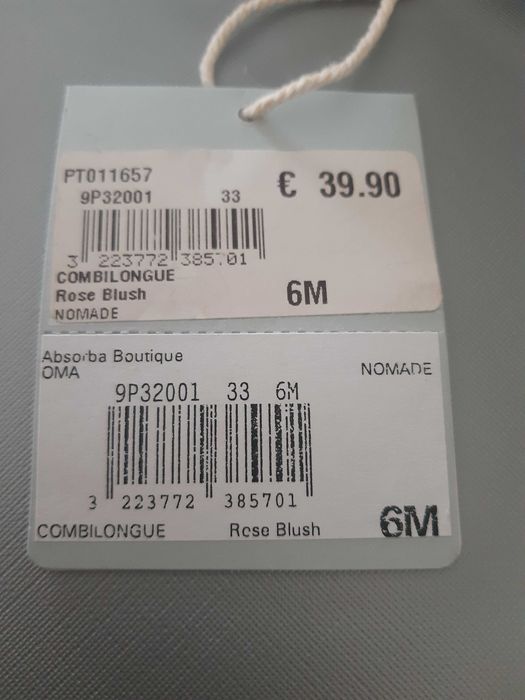 PT011657
€ 39.90
9P32001 33
3 223772 385701
COMBILONGUE
Rose Blush
6M
NOMADE
Absorba Boutique
OMA
NOMADE
9P32001 33 6M
3 223772 385701
COMBILONGUE Rose Blush 6M